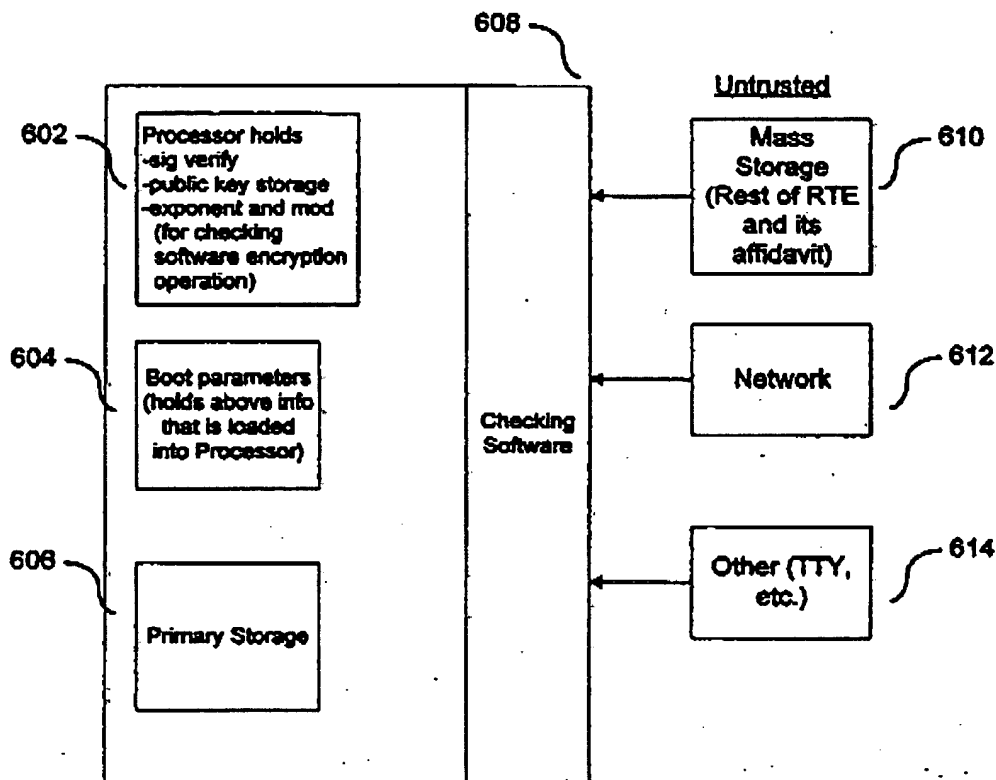 608
Untrusted
602
Processor holds
-sig verify
-public key storage
-exponent and mod
(for checking
software encryption
operation)
Mass
Storage
(Rest of RTE
and its
affidavit)
610
604
Boot parameters
(holds above info
that is loaded
into Processor)
Checking
Software
Network
612
606
Primary Storage
Other (TTY,
etc.)
614